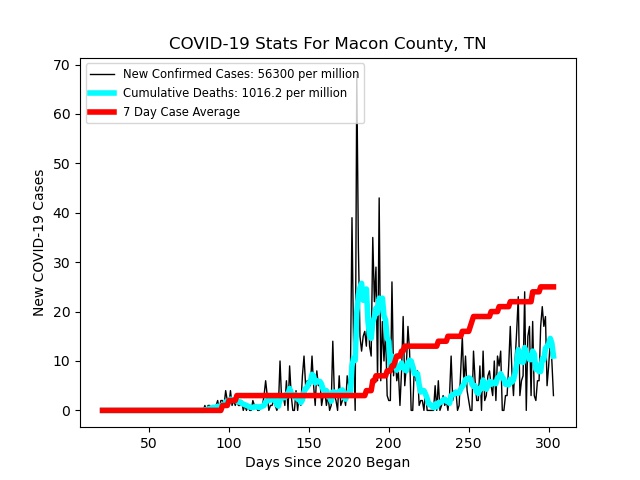 COVID-19 Stats For Macon County, TN
New Confirmed Cases: 56300 per million
Cumulative Deaths: 1016.2 per million
7 Day Case Average
New COVID-19 Cases
70
60
50
40
30
20
10
0
50
100
150
200
250
300
Days Since 2020 Began